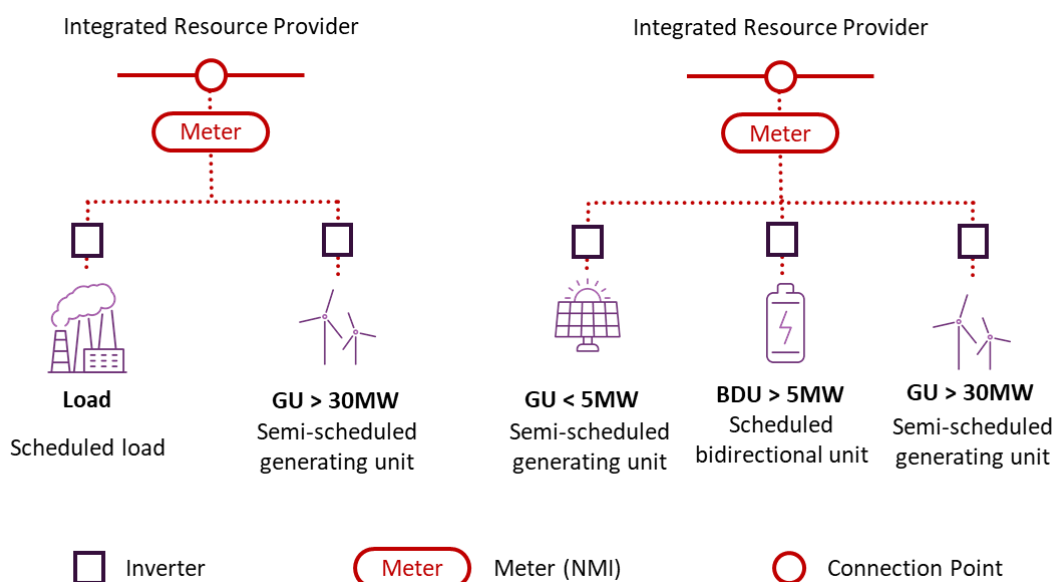 Integrated Resource Provider
Integrated Resource Provider
Meter
Meter
Load
Scheduled load
GU > 30MW
Semi-scheduled
generating unit
GU < 5MW
Semi-scheduled
generating unit
BDU > 5MW
Scheduled
bidirectional unit
GU > 30MW
Semi-scheduled
generating unit
Inverter
Meter
Meter (NMI)
Connection Point